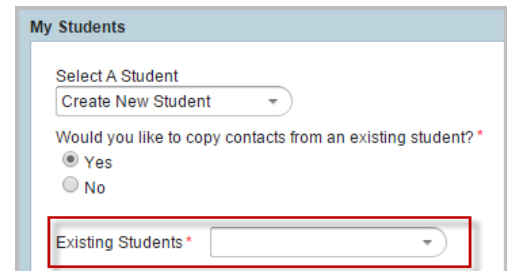 My Students
Select A Student
Create New Student
Would you like to copy contacts from an existing student? *
Yes
No
Existing Students *